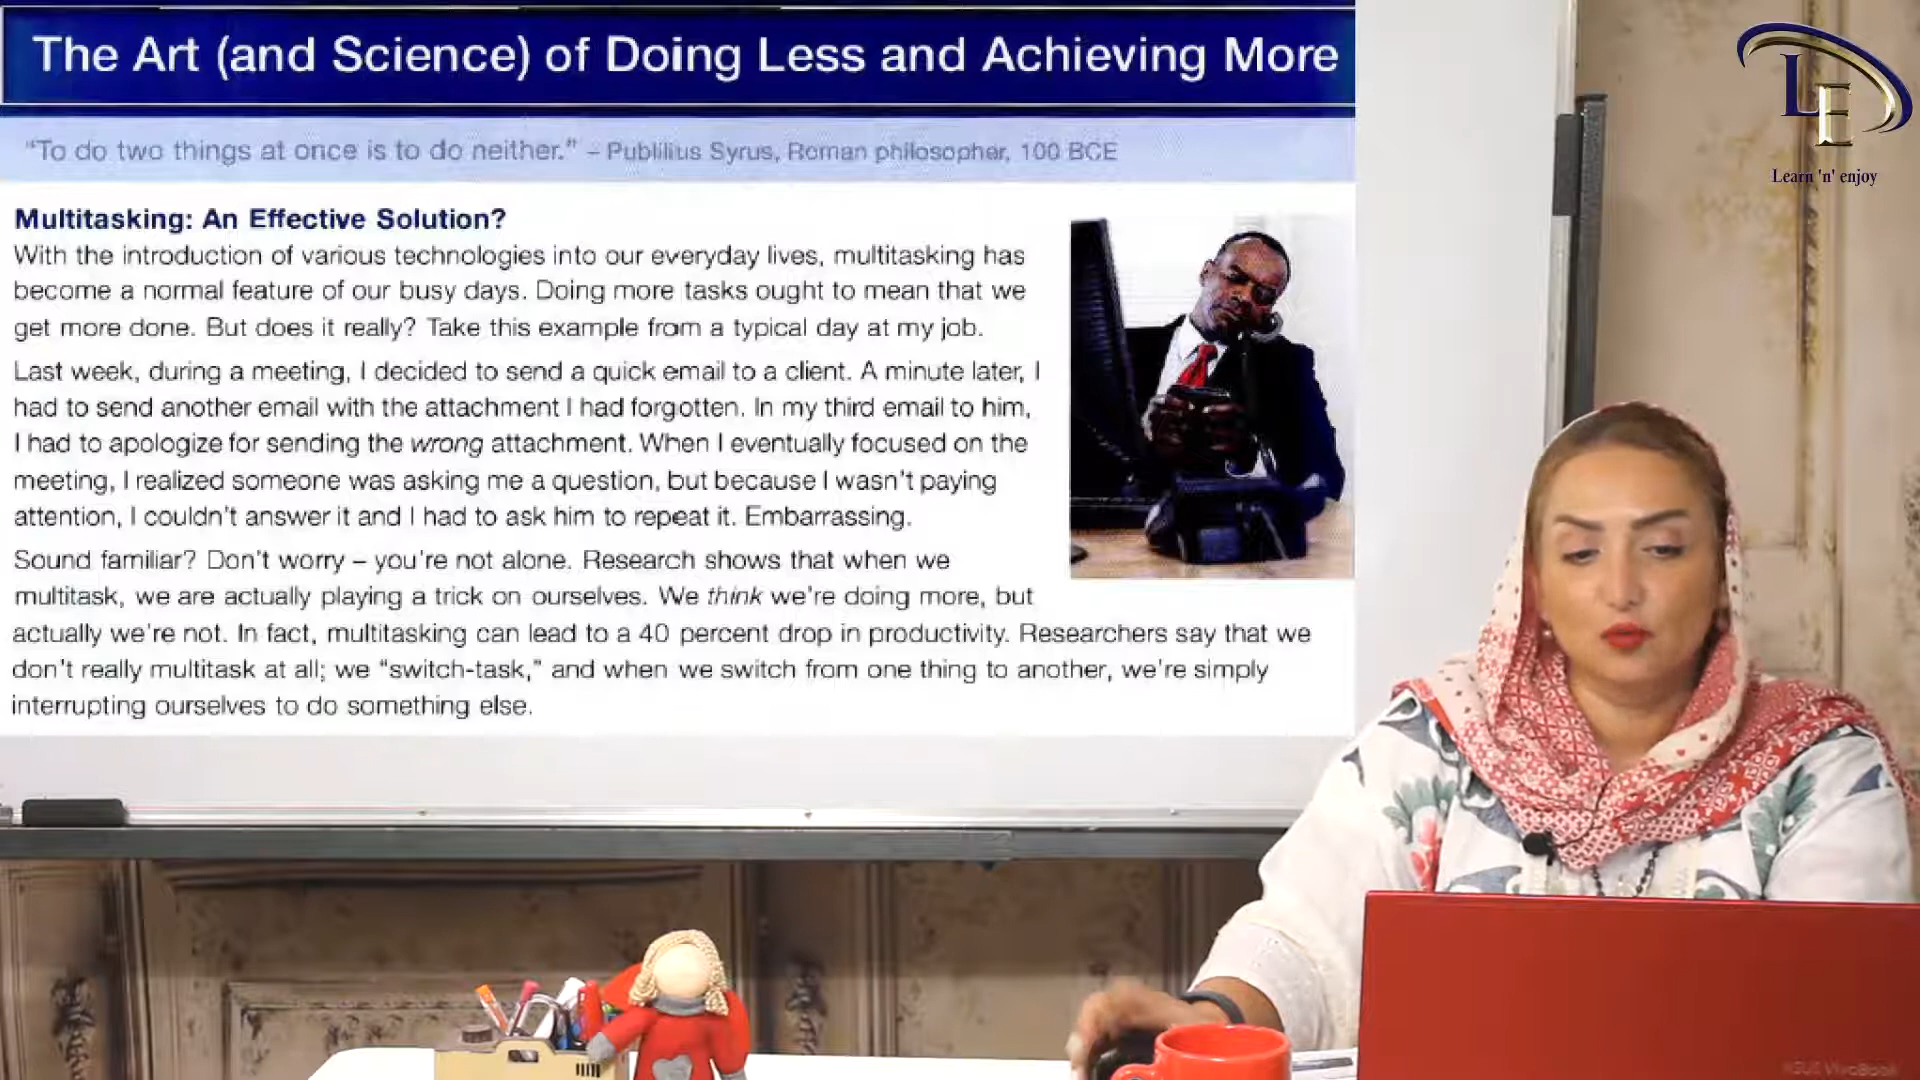 The Art (and Science) of Doing Less and Achieving More
"To do two things at once is to do neither." – Publilius Syrus, Roman philosopher, 100 BCE
Multitasking: An Effective Solution?
With the introduction of various technologies into our everyday lives, multitasking has
become a normal feature of our busy days. Doing more tasks ought to mean that we
get more done. But does it really? Take this example from a typical day at my job.
Last week, during a meeting, I decided to send a quick email to a client. A minute later, I
had to send another email with the attachment I had forgotten. In my third email to him,
I had to apologize for sending the wrong attachment. When I eventually focused on the
meeting, I realized someone was asking me a question, but because I wasn't paying
attention, I couldn't answer it and I had to ask him to repeat it. Embarrassing.
Sound familiar? Don't worry – you're not alone. Research shows that when we
multitask, we are actually playing a trick on ourselves. We think we're doing more, but
actually we're not. In fact, multitasking can lead to a 40 percent drop in productivity. Researchers say that we
don't really multitask at all; we "switch-task," and when we switch from one thing to another, we're simply
interrupting ourselves to do something else.
LE
Learn 'n' enjoy
ASUS VivoBook